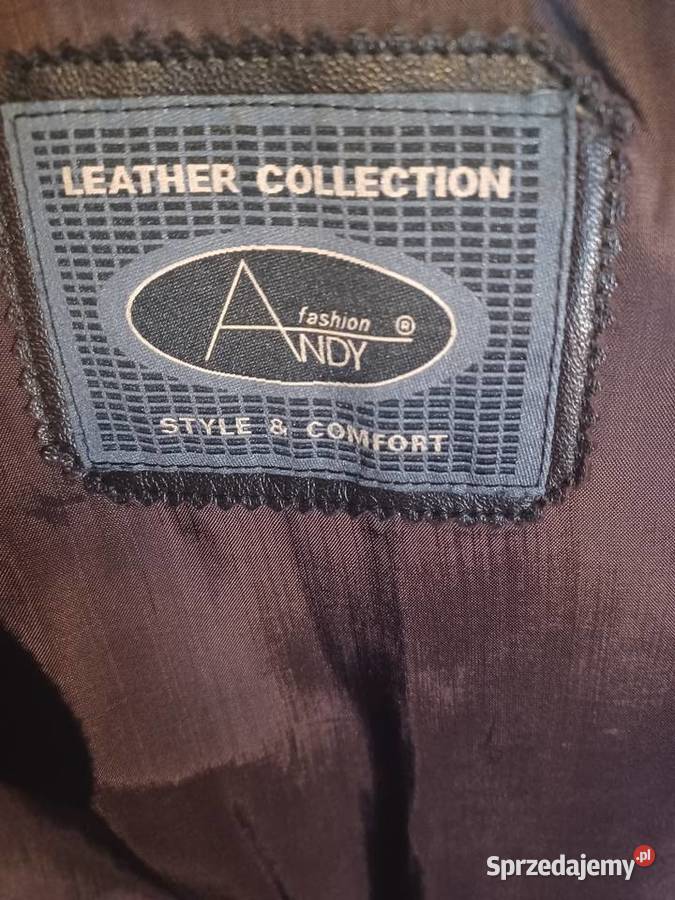 LEATHER COLLECTION
fashion ®
ANDY
STYLE & COMFORT
Sprzedajemy.pl